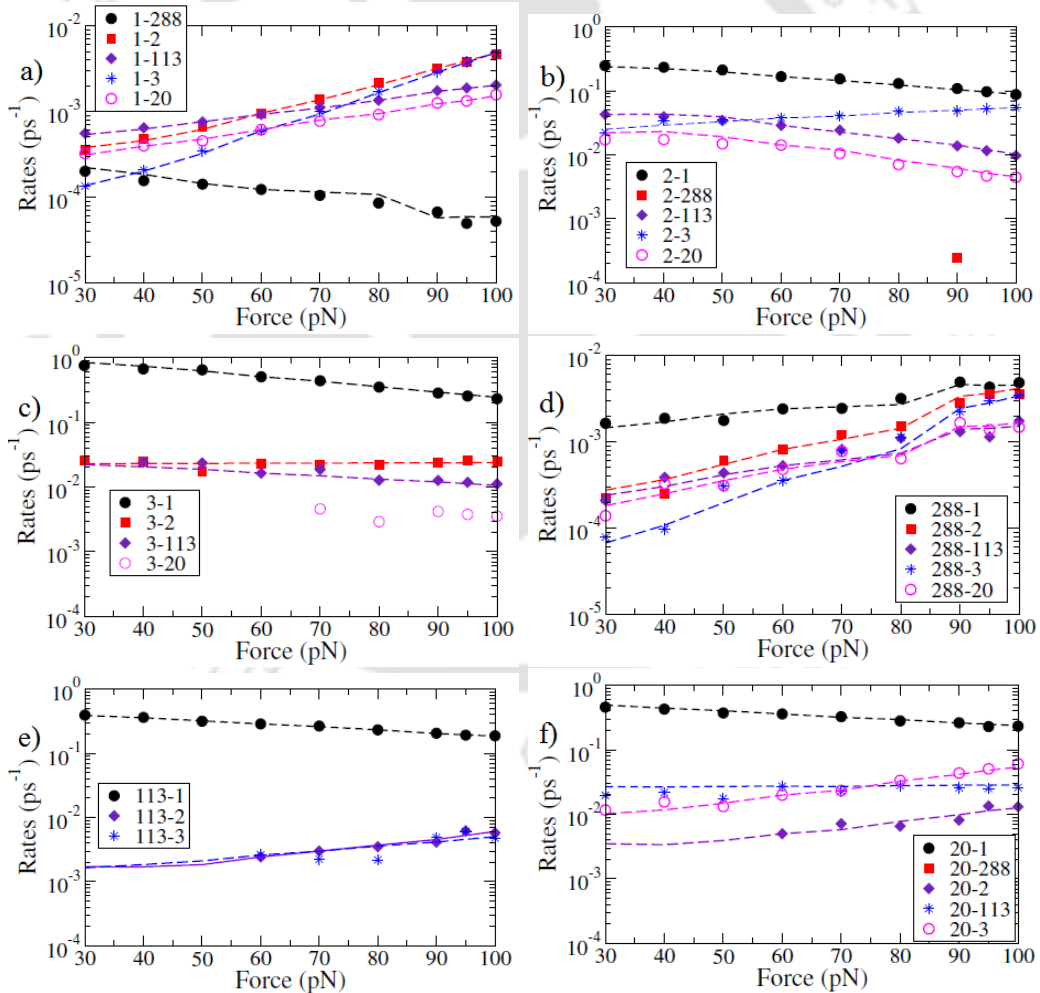 a)
1-288
1-2
1-113
1-3
1-20
10^-2
10^-3
10^-4
10^-5
Rates (ps^-1)
30 40 50 60 70 80 90 100
Force (pN)
b)
10^0
10^-1
10^-2
10^-3
10^-4
Rates (ps^-1)
2-1
2-288
2-113
2-3
2-20
30 40 50 60 70 80 90 100
Force (pN)
c)
10^0
10^-1
10^-2
10^-3
10^-4
Rates (ps^-1)
3-1
3-2
3-113
3-20
30 40 50 60 70 80 90 100
Force (pN)
d)
10^-2
10^-3
10^-4
10^-5
Rates (ps^-1)
288-1
288-2
288-113
288-3
288-20
30 40 50 60 70 80 90 100
Force (pN)
e)
10^0
10^-1
10^-2
10^-3
10^-4
Rates (ps^-1)
113-1
113-2
113-3
30 40 50 60 70 80 90 100
Force (pN)
f)
10^0
10^-1
10^-2
10^-3
10^-4
Rates (ps^-1)
20-1
20-288
20-2
20-113
20-3
30 40 50 60 70 80 90 100
Force (pN)